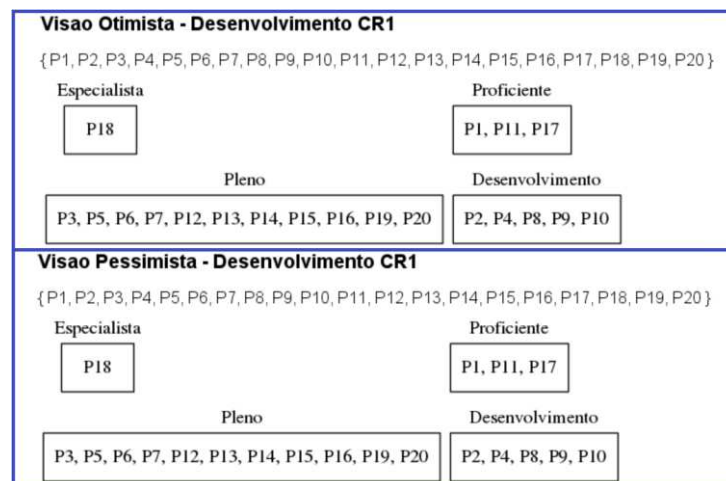 Visao Otimista - Desenvolvimento CR1
{ P1, P2, P3, P4, P5, P6, P7, P8, P9, P10, P11, P12, P13, P14, P15, P16, P17, P18, P19, P20 }
Especialista Proficiente
P18 P1, P11, P17
Pleno Desenvolvimento
P3, P5, P6, P7, P12, P13, P14, P15, P16, P19, P20 P2, P4, P8, P9, P10
Visao Pessimista - Desenvolvimento CR1
{ P1, P2, P3, P4, P5, P6, P7, P8, P9, P10, P11, P12, P13, P14, P15, P16, P17, P18, P19, P20 }
Especialista Proficiente
P18 P1, P11, P17
Pleno Desenvolvimento
P3, P5, P6, P7, P12, P13, P14, P15, P16, P19, P20 P2, P4, P8, P9, P10